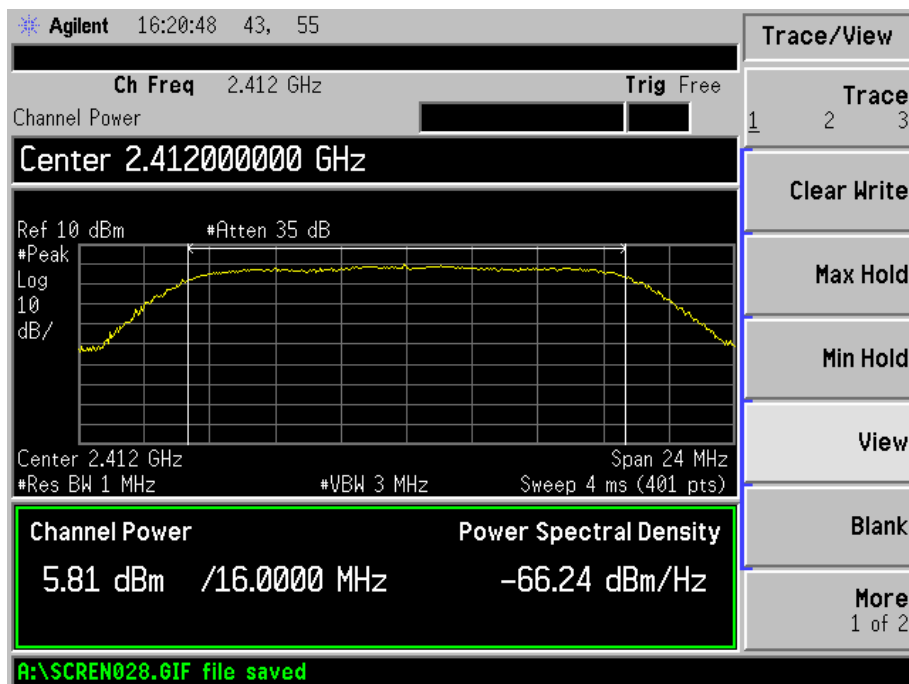 Agilent 16:20:48 43, 55
Trace/View
Ch Freq 2.412 GHz Trig Free
Channel Power
Trace
1 2 3
Center 2.412000000 GHz
Clear Write
Ref 10 dBm #Atten 35 dB
#Peak
Log
10
dB/
Max Hold
Min Hold
View
Center 2.412 GHz Span 24 MHz
#Res BW 1 MHz #VBW 3 MHz Sweep 4 ms (401 pts)
Channel Power Power Spectral Density
5.81 dBm /16.0000 MHz -66.24 dBm/Hz
Blank
More
1 of 2
A:\SCREN028.GIF file saved